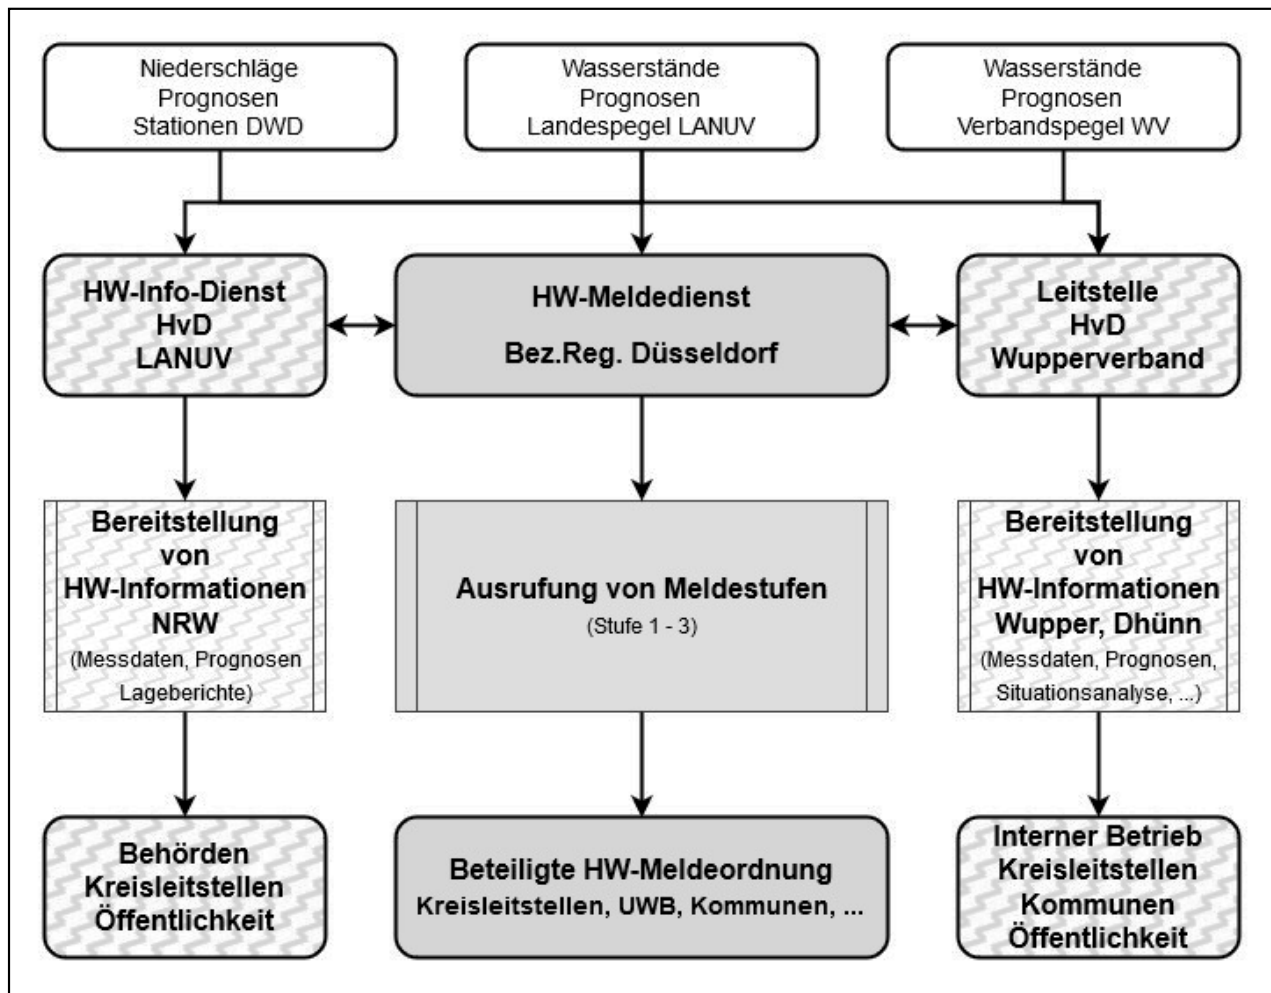 Niederschläge
Prognosen
Stationen DWD
Wasserstände
Prognosen
Landespegel LANUV
Wasserstände
Prognosen
Verbandspegel WV
HW-Info-Dienst
HvD
LANUV
HW-Meldedienst
Bez.Reg. Düsseldorf
Leitstelle
HvD
Wupperverband
Bereitstellung
von
HW-Informationen
NRW
(Messdaten, Prognosen
Lageberichte)
Ausrufung von Meldestufen
(Stufe 1 - 3)
Bereitstellung
von
HW-Informationen
Wupper, Dhünn
(Messdaten, Prognosen,
Situationsanalyse, ...)
Behörden
Kreisleitstellen
Öffentlichkeit
Beteiligte HW-Meldeordnung
Kreisleitstellen, UWB, Kommunen, ...
Interner Betrieb
Kreisleitstellen
Kommunen
Öffentlichkeit